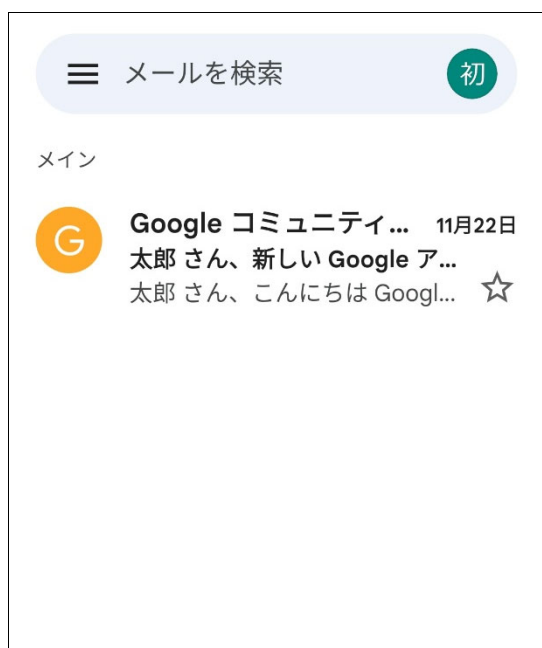 メールを検索
初
メイン
G
Google コミュニティ... 11月22日
太郎 さん、新しい Google ア...
太郎 さん、こんにちは Googl...